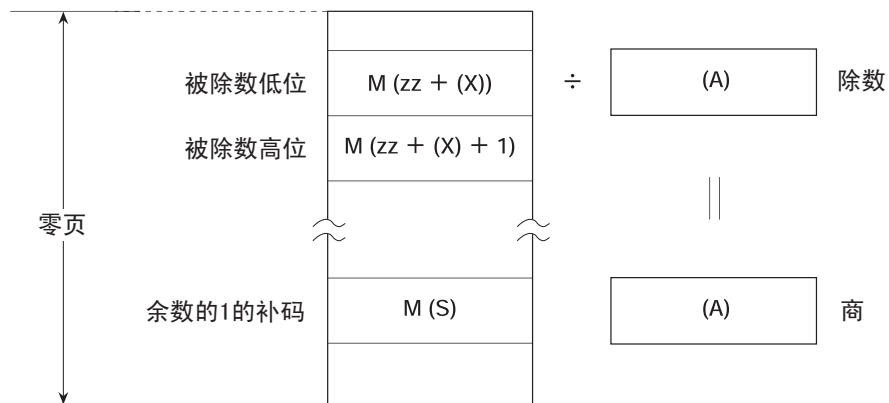 被除数低位 M (zz + (X)) ÷ (A) 除数
被除数高位 M (zz + (X) + 1)
零页
余数的1的补码 M (S) (A) 商